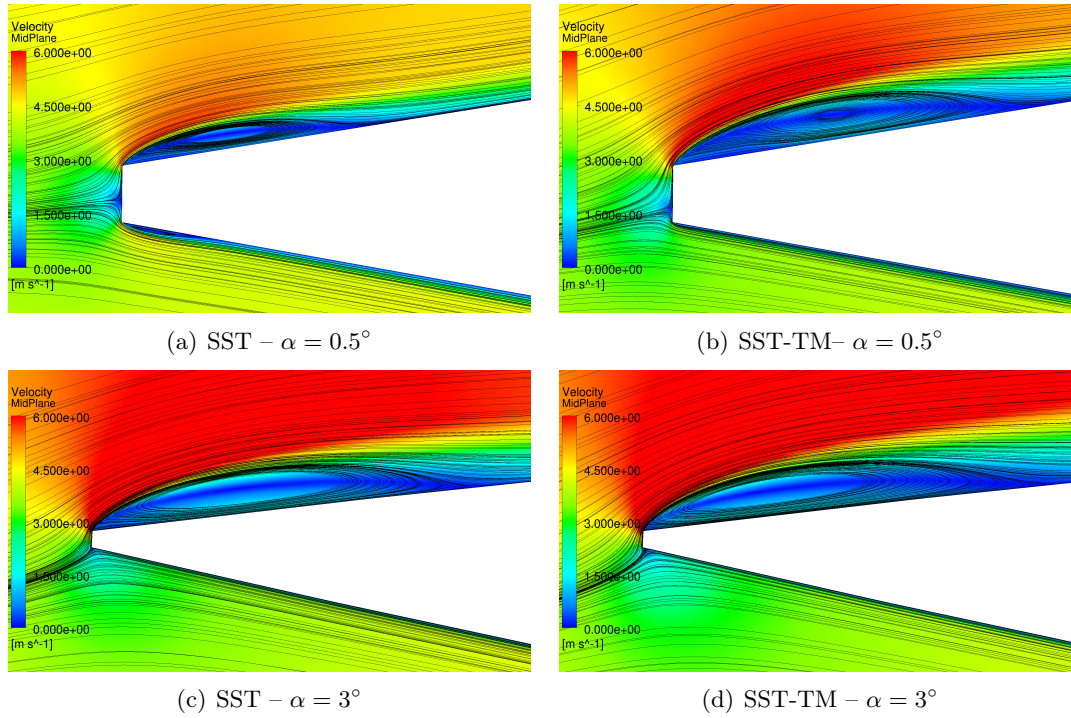 Velocity
MidPlane
6.000e+00
4.500e+00
3.000e+00
1.500e+00
0.000e+00
[m s^-1]
(a) SST – α = 0.5°
Velocity
MidPlane
6.000e+00
4.500e+00
3.000e+00
1.500e+00
0.000e+00
[m s^-1]
(b) SST-TM– α = 0.5°
Velocity
MidPlane
6.000e+00
4.500e+00
3.000e+00
1.500e+00
0.000e+00
[m s^-1]
(c) SST – α = 3°
Velocity
MidPlane
6.000e+00
4.500e+00
3.000e+00
1.500e+00
0.000e+00
[m s^-1]
(d) SST-TM – α = 3°